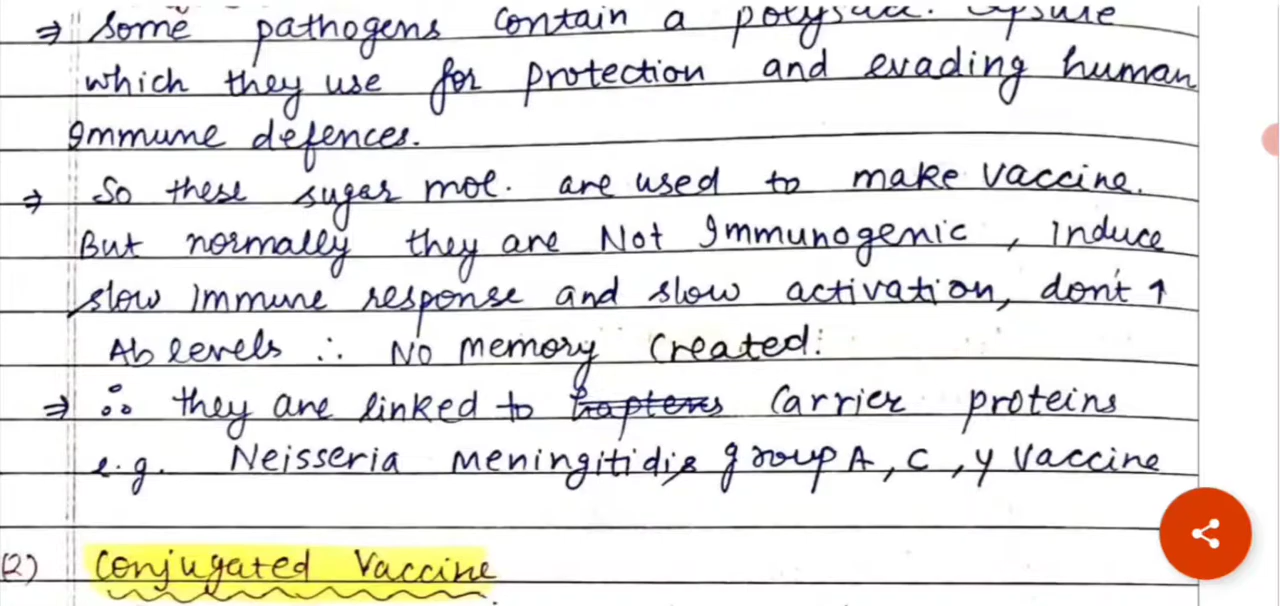 ⇒ Some pathogens contain a
which they use for protection and evading human
Immune defences.
⇒ So these sugar mol. are used to make vaccine.
But normally they are Not Immunogenic, induce
slow immune response and slow activation, don't ↑
Ab levels ∴ No memory created.
⇒ ∴ they are linked to hapters carrier proteins
e.g. Neisseria meningitidis group A, C, Y Vaccine
(2) Conjugated Vaccine